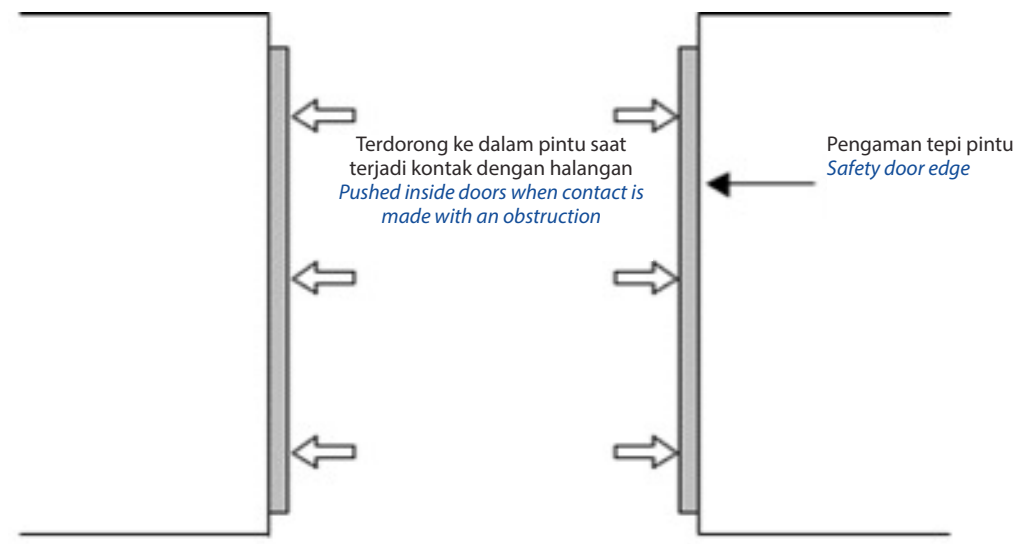 Terdorong ke dalam pintu saat
terjadi kontak dengan halangan
Pushed inside doors when contact is
made with an obstruction
Pengaman tepi pintu
Safety door edge